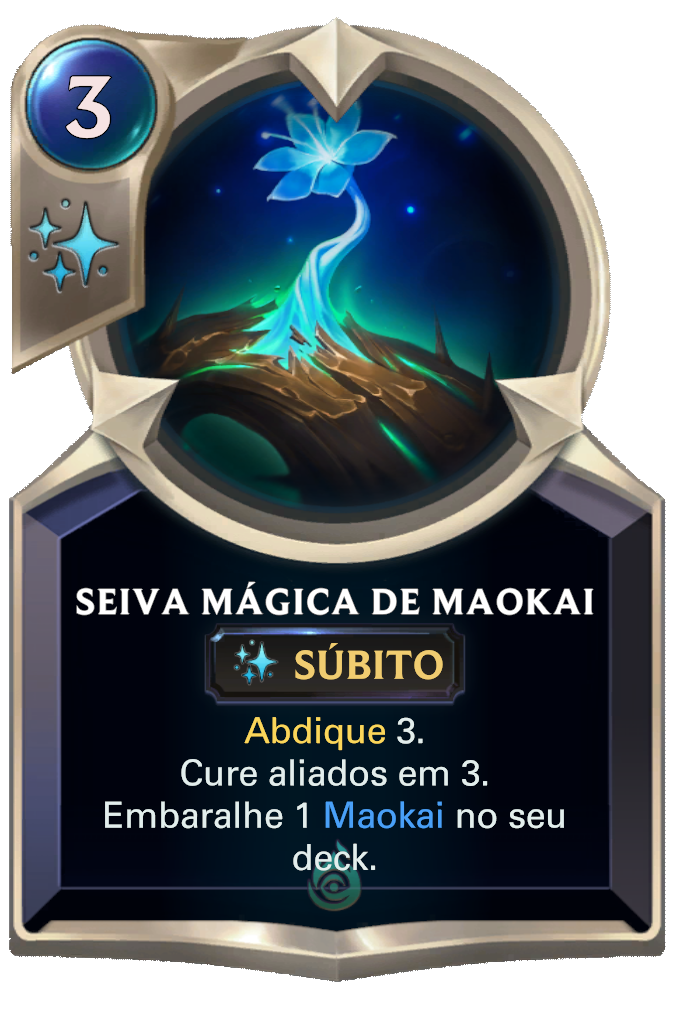 3
SEIVA MÁGICA DE MAOKAI
SÚBITO
Abdique 3.
Cure aliados em 3.
Embaralhe 1 Maokai no seu
deck.